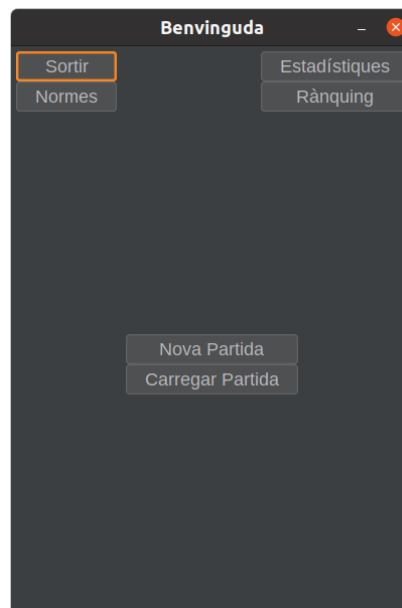 Benvinguda
Sortir Estadístiques
Normes Rànquing
Nova Partida
Carregar Partida